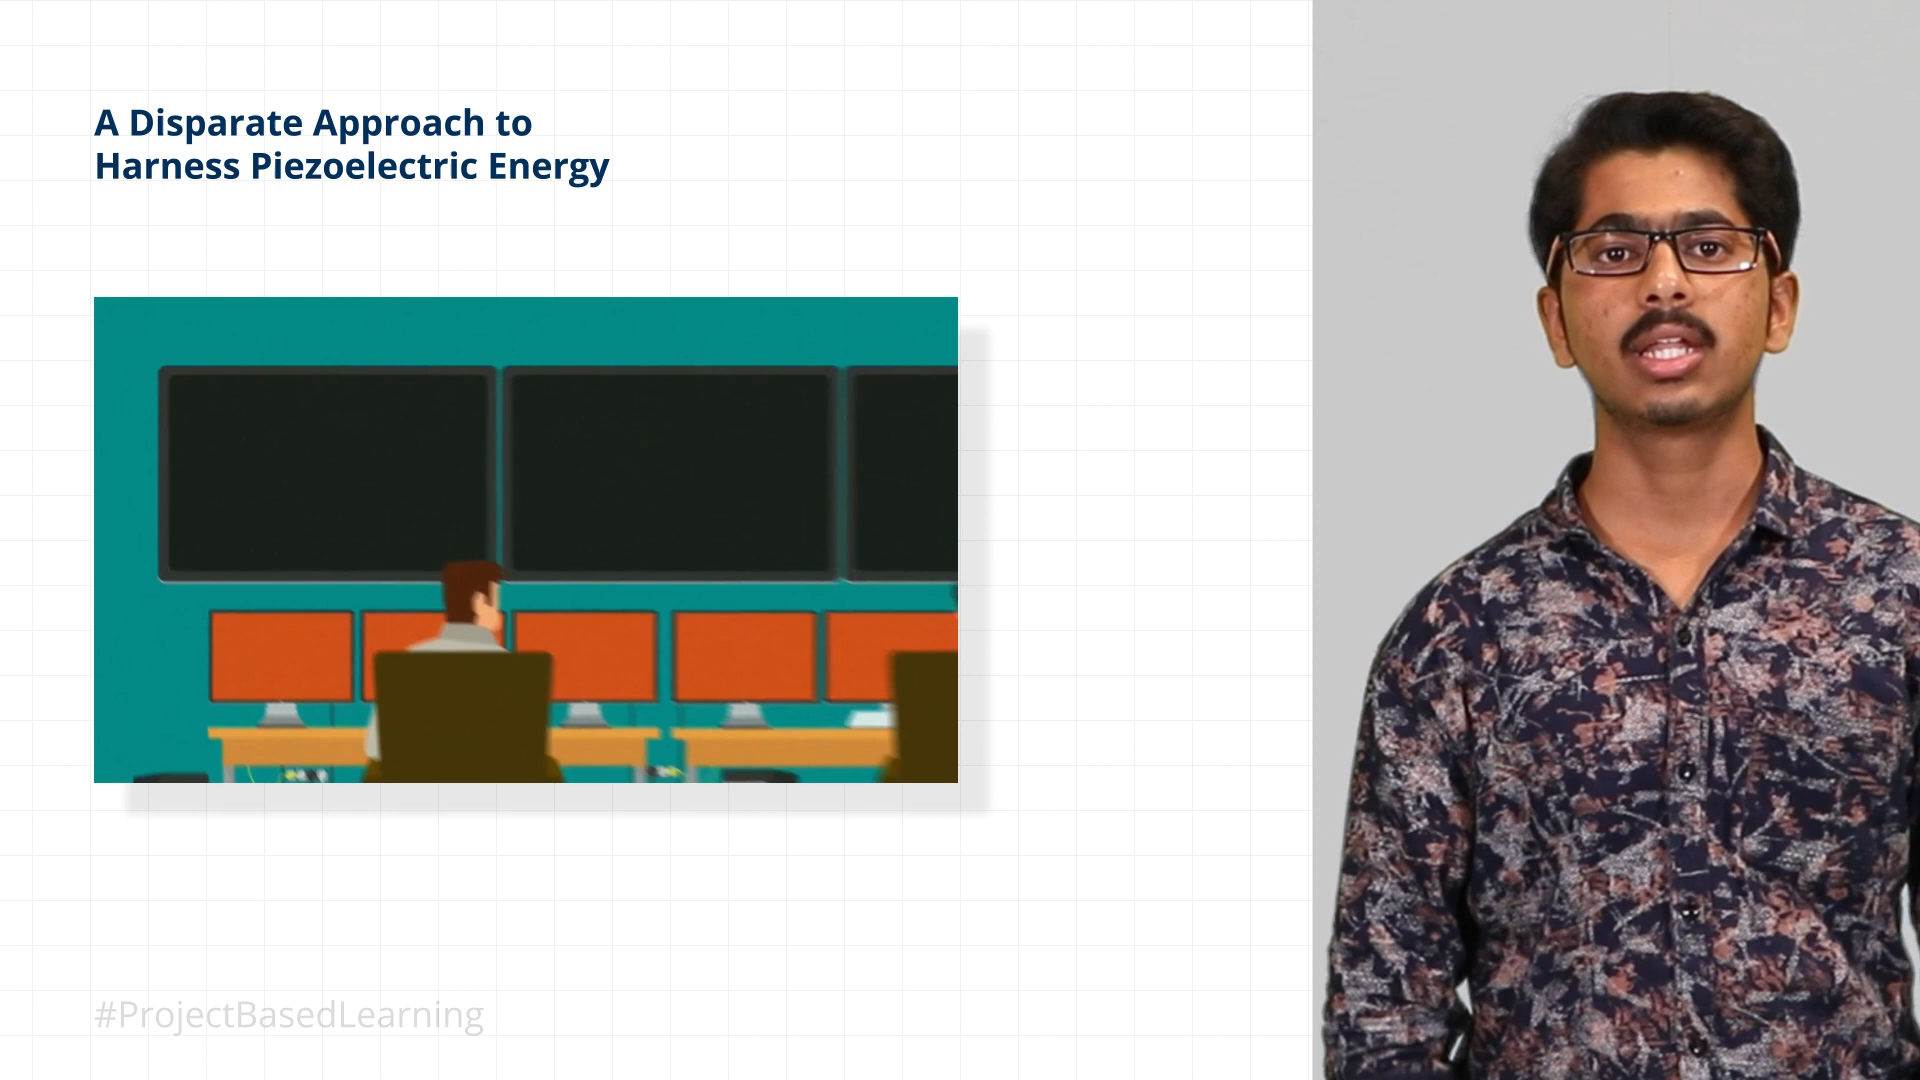 A Disparate Approach to
Harness Piezoelectric Energy
#ProjectBasedLearning